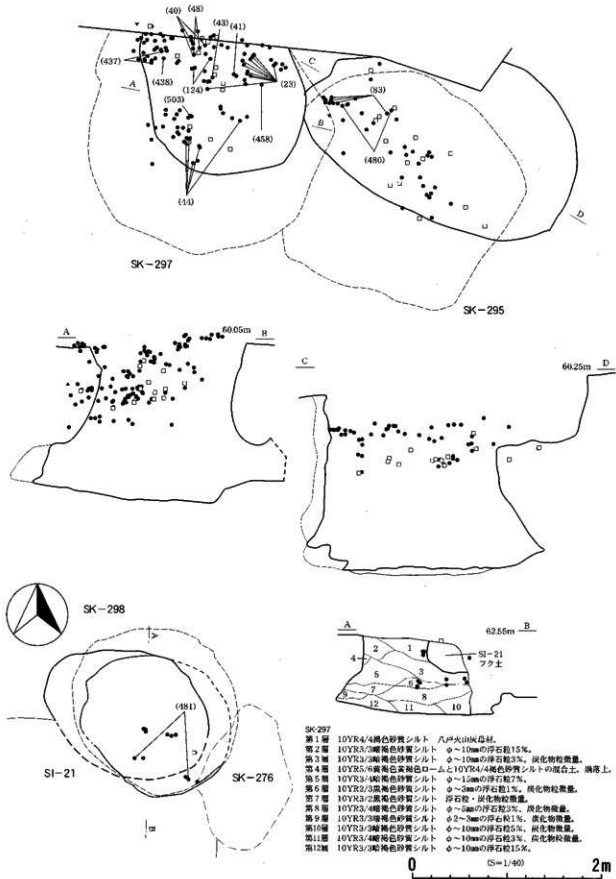 (40) (48) (43) (41)
(437) (438) (124) (23)
A C (83)
(503) (458) B (480)
(44) D
SK-297
SK-295
A 60.05m B
C 60.25m D
SK-298
A
(481)
SI-21
SK-276
B
A 62.55m B
1 2 3 4 5 6 7 8 9 10 11 12
SI-21
フク土
SK-297
第1層 10YR4/4褐色砂質シルト 八戸火山灰母材。
第2層 10YR3/3暗褐色砂質シルト φ~10mmの浮石粒15%。
第3層 10YR3/3暗褐色砂質シルト φ~10mmの浮石粒3%、炭化物粒微量。
第4層 10YR5/6黄褐色ロームと10YR4/4褐色砂質シルトの混合土。崩落土。
第5層 10YR3/4暗褐色砂質シルト φ~15mmの浮石粒7%。
第6層 10YR2/3黒褐色砂質シルト φ~3mmの浮石粒1%、炭化物粒微量。
第7層 10YR3/2黒褐色砂質シルト 浮石粒・炭化物粒微量。
第8層 10YR3/4暗褐色砂質シルト φ~5mmの浮石粒3%、炭化物微量。
第9層 10YR3/3暗褐色砂質シルト φ2~3mmの浮石粒1%、炭化物微量。
第10層 10YR3/3暗褐色砂質シルト φ~10mmの浮石粒5%、炭化物微量。
第11層 10YR3/4暗褐色砂質シルト φ~10mmの浮石粒3%、炭化物粒微量。
第12層 10YR3/3暗褐色砂質シルト φ~10mmの浮石粒15%。
0 (S=1/40) 2m